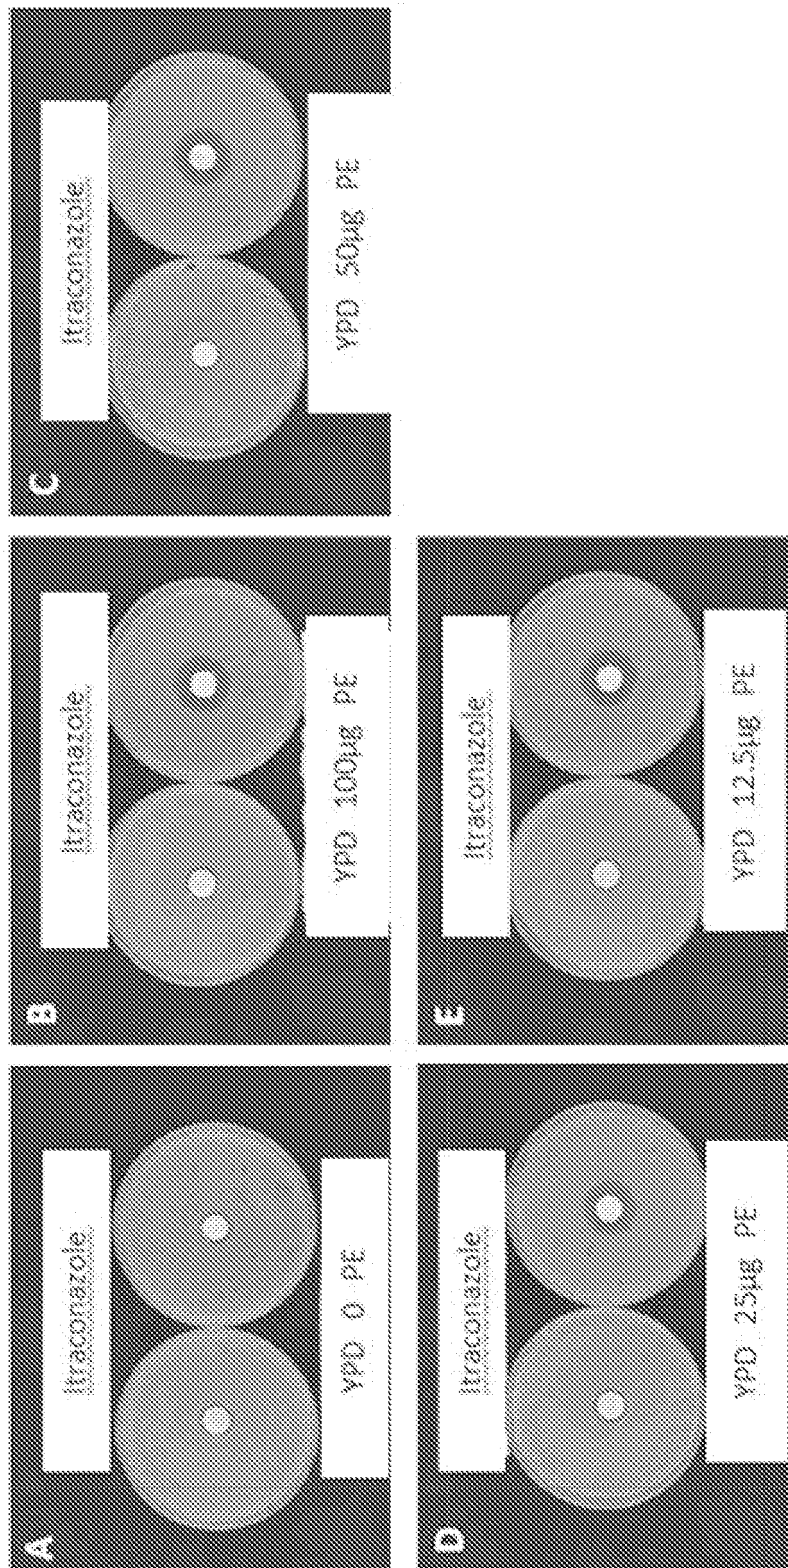 A
Itraconazole
YPD 0 PE
B
Itraconazole
YPD 100µg PE
C
Itraconazole
YPD 50µg PE
D
Itraconazole
YPD 25µg PE
E
Itraconazole
YPD 12.5µg PE